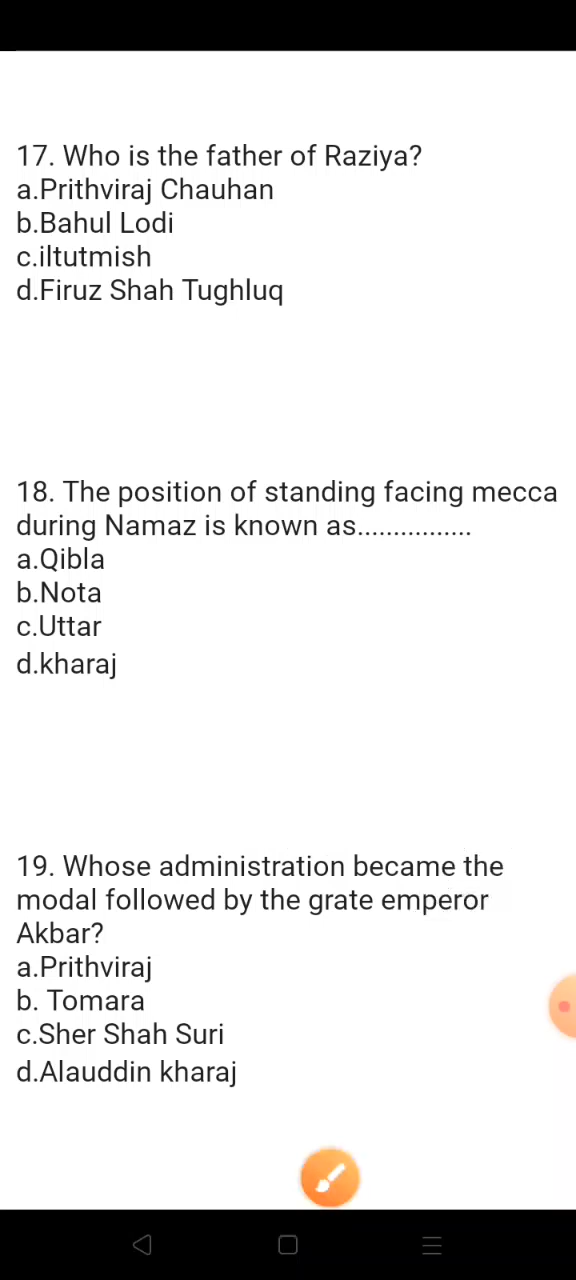 17. Who is the father of Raziya?
a.Prithviraj Chauhan
b.Bahul Lodi
c.iltutmish
d.Firuz Shah Tughluq
18. The position of standing facing mecca
during Namaz is known as................
a.Qibla
b.Nota
c.Uttar
d.kharaj
19. Whose administration became the
modal followed by the grate emperor
Akbar?
a.Prithviraj
b. Tomara
c.Sher Shah Suri
d.Alauddin kharaj